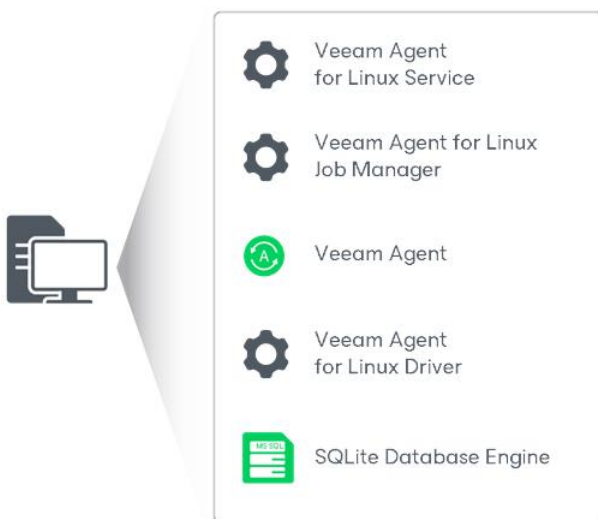 Veeam Agent
for Linux Service
Veeam Agent for Linux
Job Manager
A
Veeam Agent
Veeam Agent
for Linux Driver
MS SQL
SQLite Database Engine